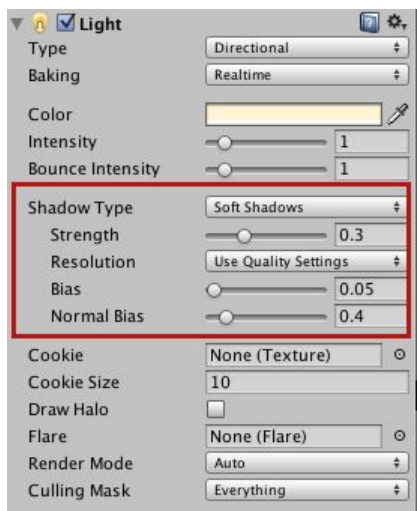 Light
Type Directional
Baking Realtime
Color
Intensity 1
Bounce Intensity 1
Shadow Type Soft Shadows
Strength 0.3
Resolution Use Quality Settings
Bias 0.05
Normal Bias 0.4
Cookie None (Texture)
Cookie Size 10
Draw Halo
Flare None (Flare)
Render Mode Auto
Culling Mask Everything